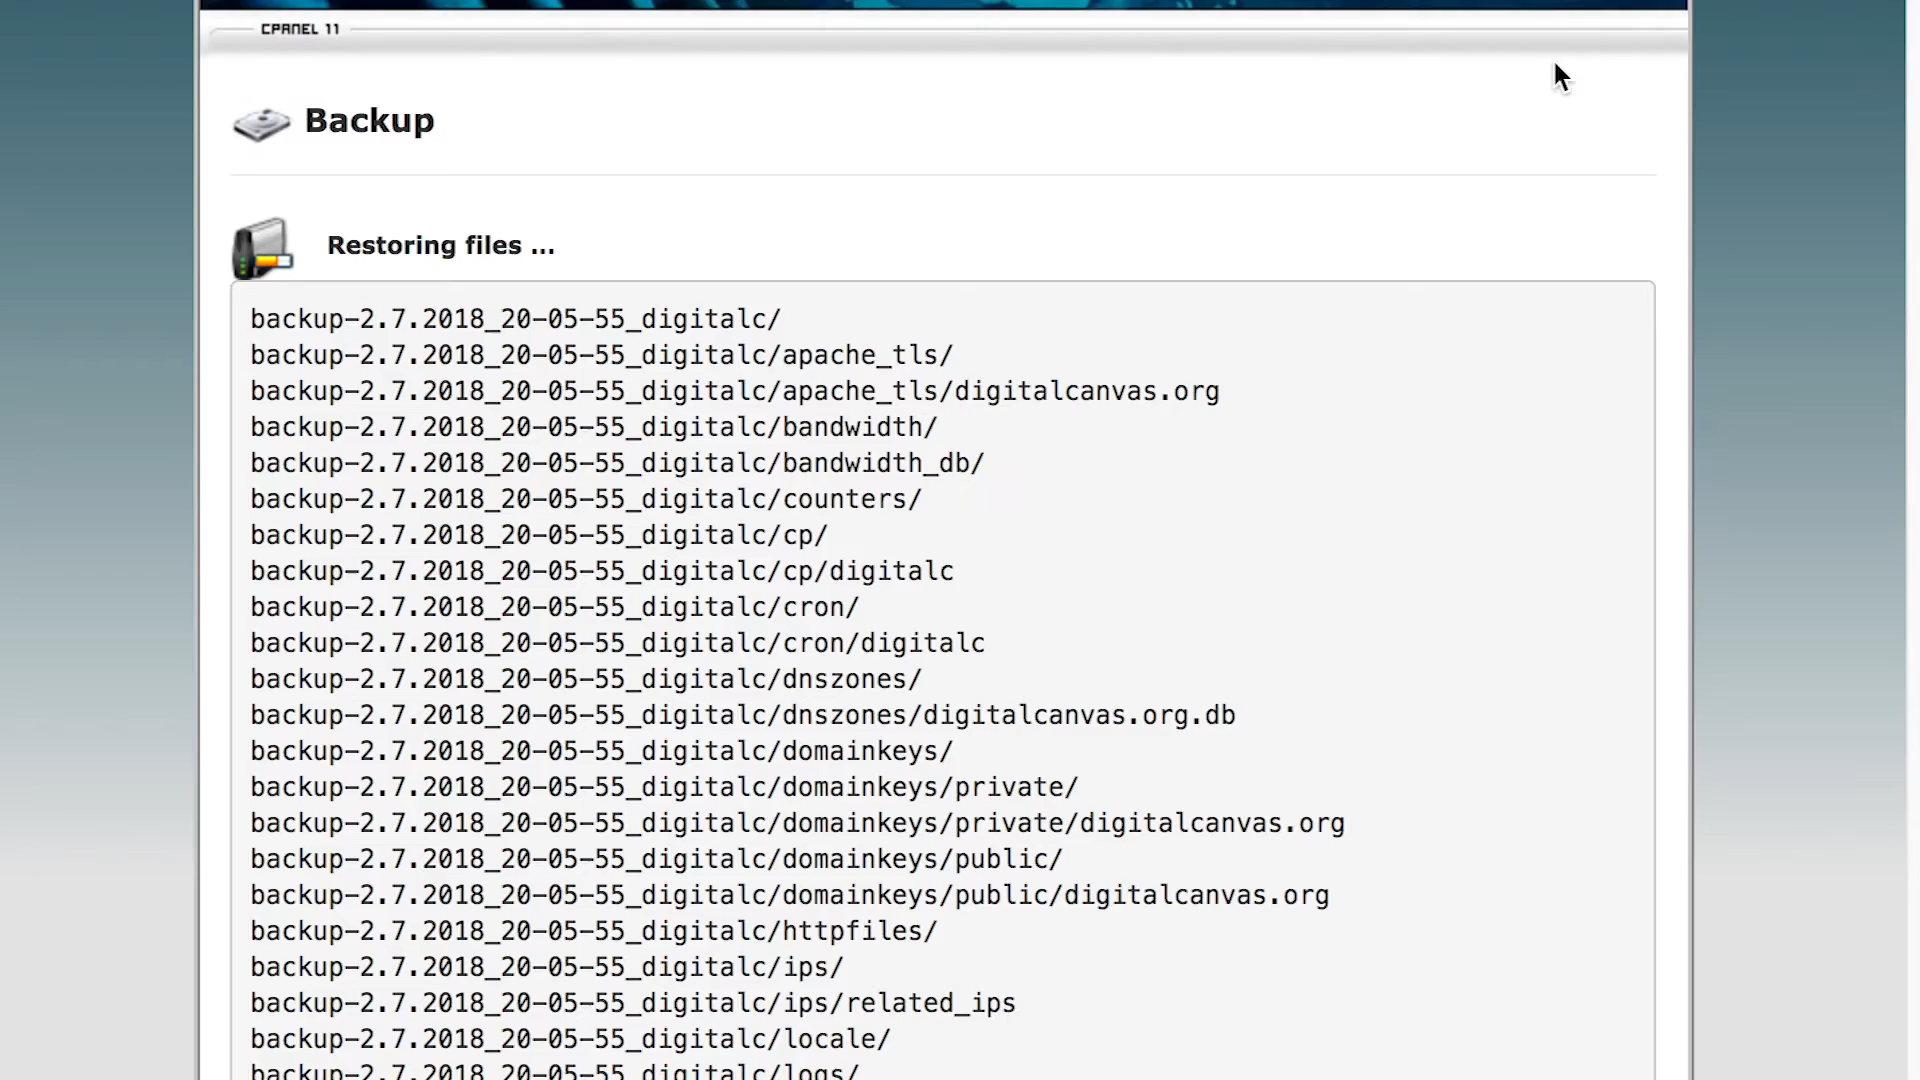 CPANEL 11
Backup
Restoring files ...
backup-2.7.2018_20-05-55_digitalc/
backup-2.7.2018_20-05-55_digitalc/apache_tls/
backup-2.7.2018_20-05-55_digitalc/apache_tls/digitalcanvas.org
backup-2.7.2018_20-05-55_digitalc/bandwidth/
backup-2.7.2018_20-05-55_digitalc/bandwidth_db/
backup-2.7.2018_20-05-55_digitalc/counters/
backup-2.7.2018_20-05-55_digitalc/cp/
backup-2.7.2018_20-05-55_digitalc/cp/digitalc
backup-2.7.2018_20-05-55_digitalc/cron/
backup-2.7.2018_20-05-55_digitalc/cron/digitalc
backup-2.7.2018_20-05-55_digitalc/dnszones/
backup-2.7.2018_20-05-55_digitalc/dnszones/digitalcanvas.org.db
backup-2.7.2018_20-05-55_digitalc/domainkeys/
backup-2.7.2018_20-05-55_digitalc/domainkeys/private/
backup-2.7.2018_20-05-55_digitalc/domainkeys/private/digitalcanvas.org
backup-2.7.2018_20-05-55_digitalc/domainkeys/public/
backup-2.7.2018_20-05-55_digitalc/domainkeys/public/digitalcanvas.org
backup-2.7.2018_20-05-55_digitalc/httpfiles/
backup-2.7.2018_20-05-55_digitalc/ips/
backup-2.7.2018_20-05-55_digitalc/ips/related_ips
backup-2.7.2018_20-05-55_digitalc/locale/
backup-2.7.2018_20-05-55_digitalc/logs/